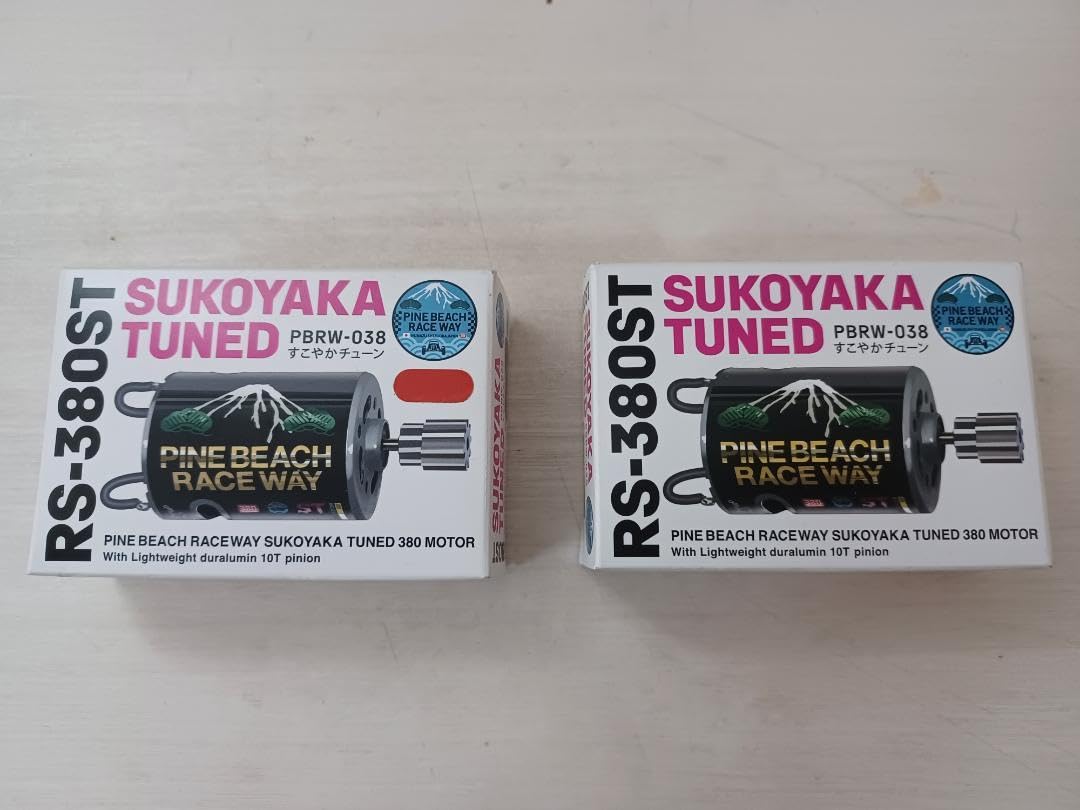 RS-380ST
SUKOYAKA
TUNED
PBRW-038
すこやかチューン
PINE BEACH
RACE WAY
PINE BEACH
RACE WAY
ST
PINE BEACH RACEWAY SUKOYAKA TUNED 380 MOTOR
With Lightweight duralumin 10T pinion
SUKOYAKA
RS-380ST
SUKOYAKA
TUNED
PBRW-038
すこやかチューン
PINE BEACH
RACE WAY
PINE BEACH
RACE WAY
ST
PINE BEACH RACEWAY SUKOYAKA TUNED 380 MOTOR
With Lightweight duralumin 10T pinion
SUKOYAKA